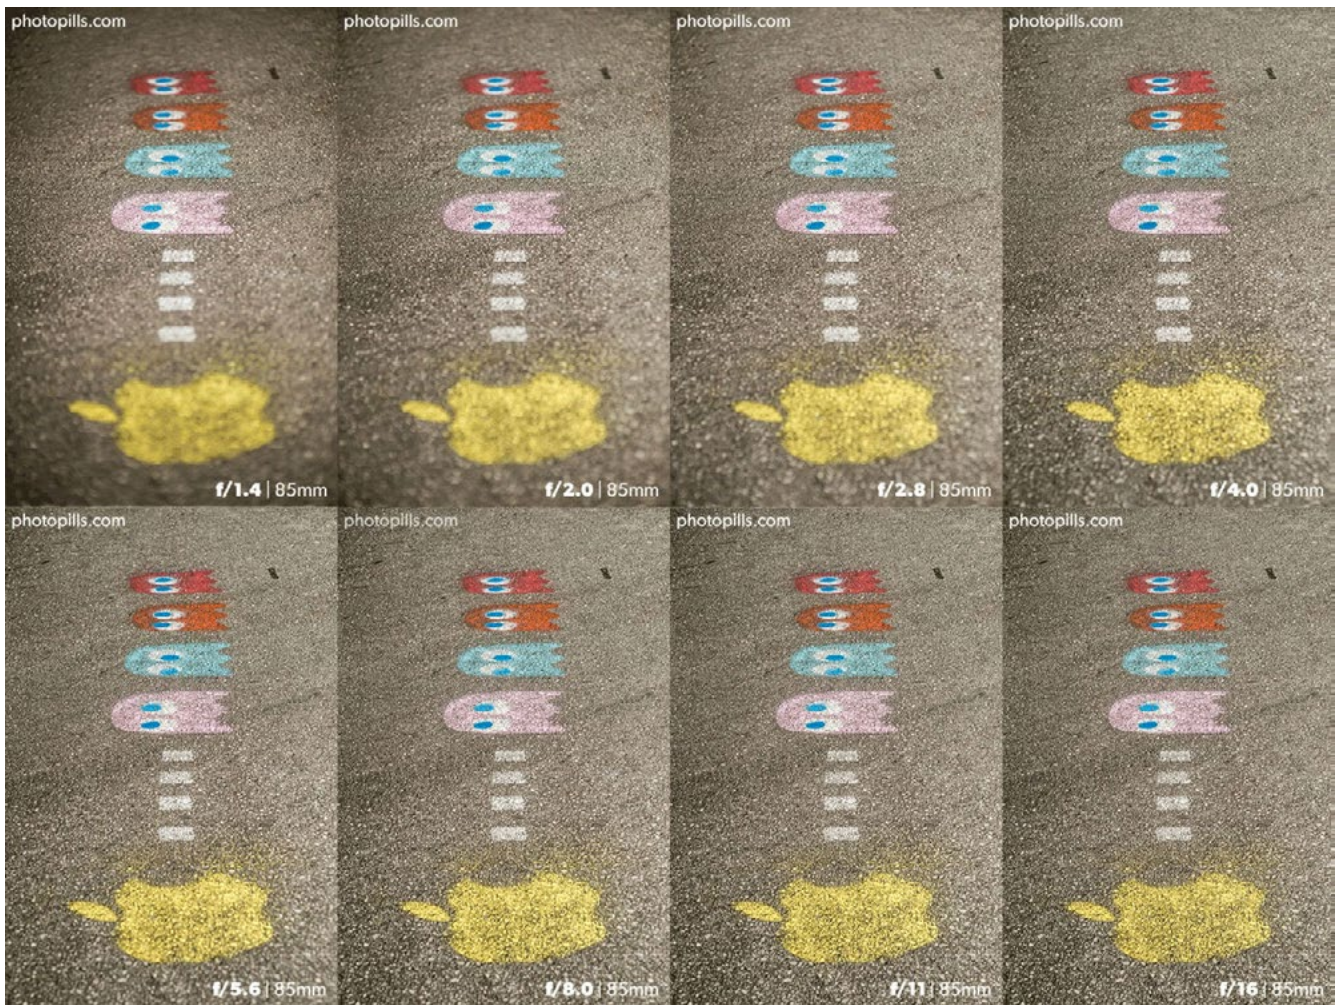 photopills.com
photopills.com
photopills.com
photopills.com
f/1.4 | 85mm
f/2.0 | 85mm
f/2.8 | 85mm
f/4.0 | 85mm
photopills.com
photopills.com
photopills.com
photopills.com
f/5.6 | 85mm
f/8.0 | 85mm
f/11 | 85mm
f/16 | 85mm